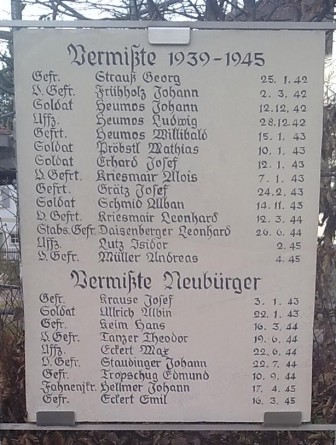 Vermißte 1939-1945
Gefr. Strauß Georg 25. 1. 42
O. Gefr. Frühholz Johann 2. 3. 42
Soldat Heumos Johann 12.12.42
Uffz. Heumos Ludwig 28.12.42
Gefrt. Heumos Willibald 15. 1. 43
Soldat Pröbstl Mathias 10. 1. 43
Soldat Erhard Josef 12. 1. 43
O. Gefrt. Kriesmair Alois 7. 1. 43
Gefrt. Grätz Josef 24.2. 43
Soldat Schmid Alban 14.11. 43
O. Gefrt. Kriesmair Leonhard 12.3. 44
Stabs. Gefr. Daisenberger Leonhard 26. 6. 44
Uffz. Lutz Isidor 2. 45
O. Gefr. Müller Andreas 4. 45
Vermißte Neubürger
Gefr. Krause Josef 3. 1. 43
Soldat Ullrich Albin 22. 1. 43
Gefr. Keim Hans 16. 3. 44
O. Gefr. Tanzer Theodor 19. 6. 44
Uffz. Eckert Max 22. 6. 44
O. Gefr. Staudinger Johann 22. 7. 44
Gefr. Tropschug Edmund 10. 9. 44
Fahnenjkr. Hellmer Johann 17. 4. 45
Gefr. Eckert Emil 16. 3. 45